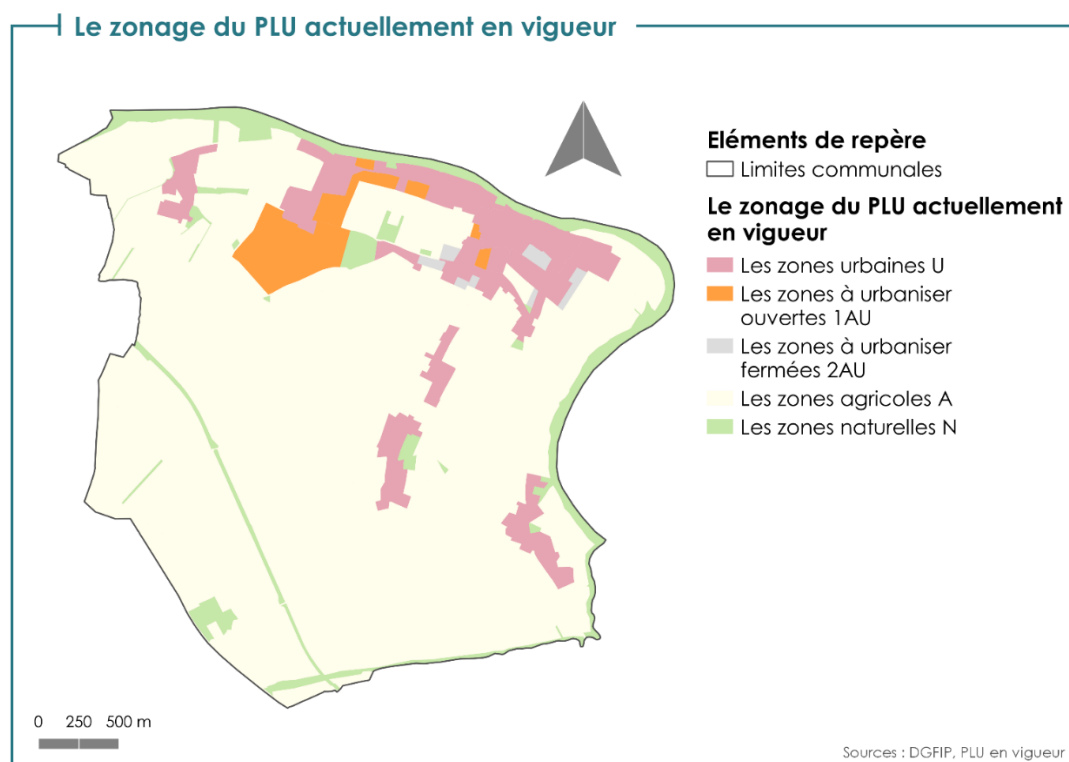 Le zonage du PLU actuellement en vigueur
Eléments de repère
Limites communales
Le zonage du PLU actuellement
en vigueur
Les zones urbaines U
Les zones à urbaniser
ouvertes 1AU
Les zones à urbaniser
fermées 2AU
Les zones agricoles A
Les zones naturelles N
0 250 500 m
Sources : DGFIP, PLU en vigueur